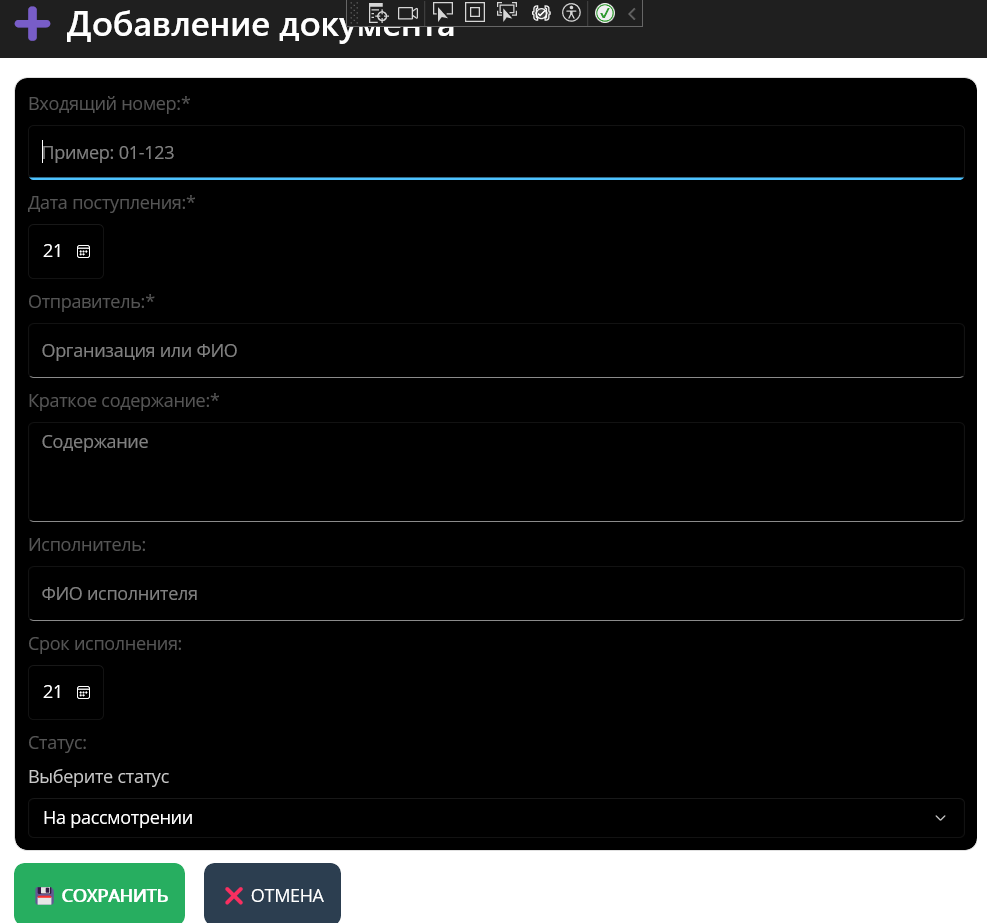 Добавление документа
Входящий номер:*
Пример: 01-123
Дата поступления:*
21
Отправитель:*
Организация или ФИО
Краткое содержание:*
Содержание
Исполнитель:
ФИО исполнителя
Срок исполнения:
21
Статус:
Выберите статус
На рассмотрении
СОХРАНИТЬ
ОТМЕНА